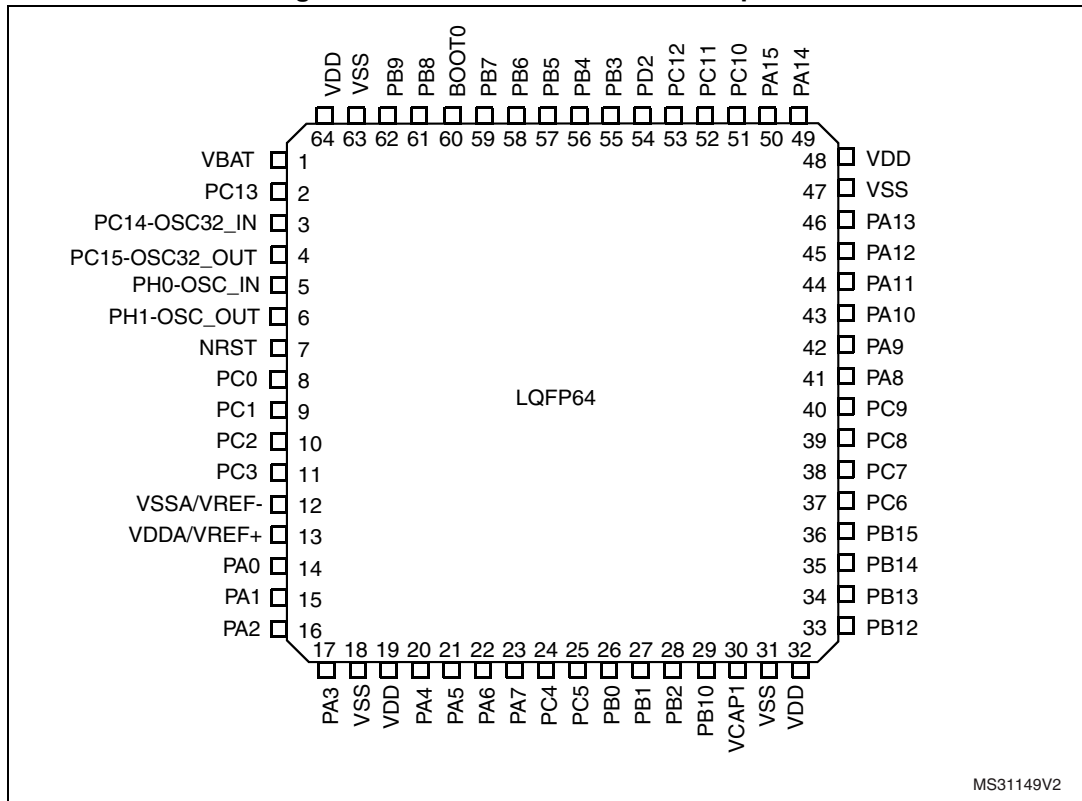 VDD
VSS
PB9
PB8
BOOT0
PB7
PB6
PB5
PB4
PB3
PD2
PC12
PC11
PC10
PA15
PA14
64 63 62 61 60 59 58 57 56 55 54 53 52 51 50 49
VBAT 1
PC13 2
PC14-OSC32_IN 3
PC15-OSC32_OUT 4
PH0-OSC_IN 5
PH1-OSC_OUT 6
NRST 7
PC0 8
PC1 9
PC2 10
PC3 11
VSSA/VREF- 12
VDDA/VREF+ 13
PA0 14
PA1 15
PA2 16
LQFP64
48 VDD
47 VSS
46 PA13
45 PA12
44 PA11
43 PA10
42 PA9
41 PA8
40 PC9
39 PC8
38 PC7
37 PC6
36 PB15
35 PB14
34 PB13
33 PB12
17 18 19 20 21 22 23 24 25 26 27 28 29 30 31 32
PA3
VSS
VDD
PA4
PA5
PA6
PA7
PC4
PC5
PB0
PB1
PB2
PB10
VCAP1
VSS
VDD
MS31149V2